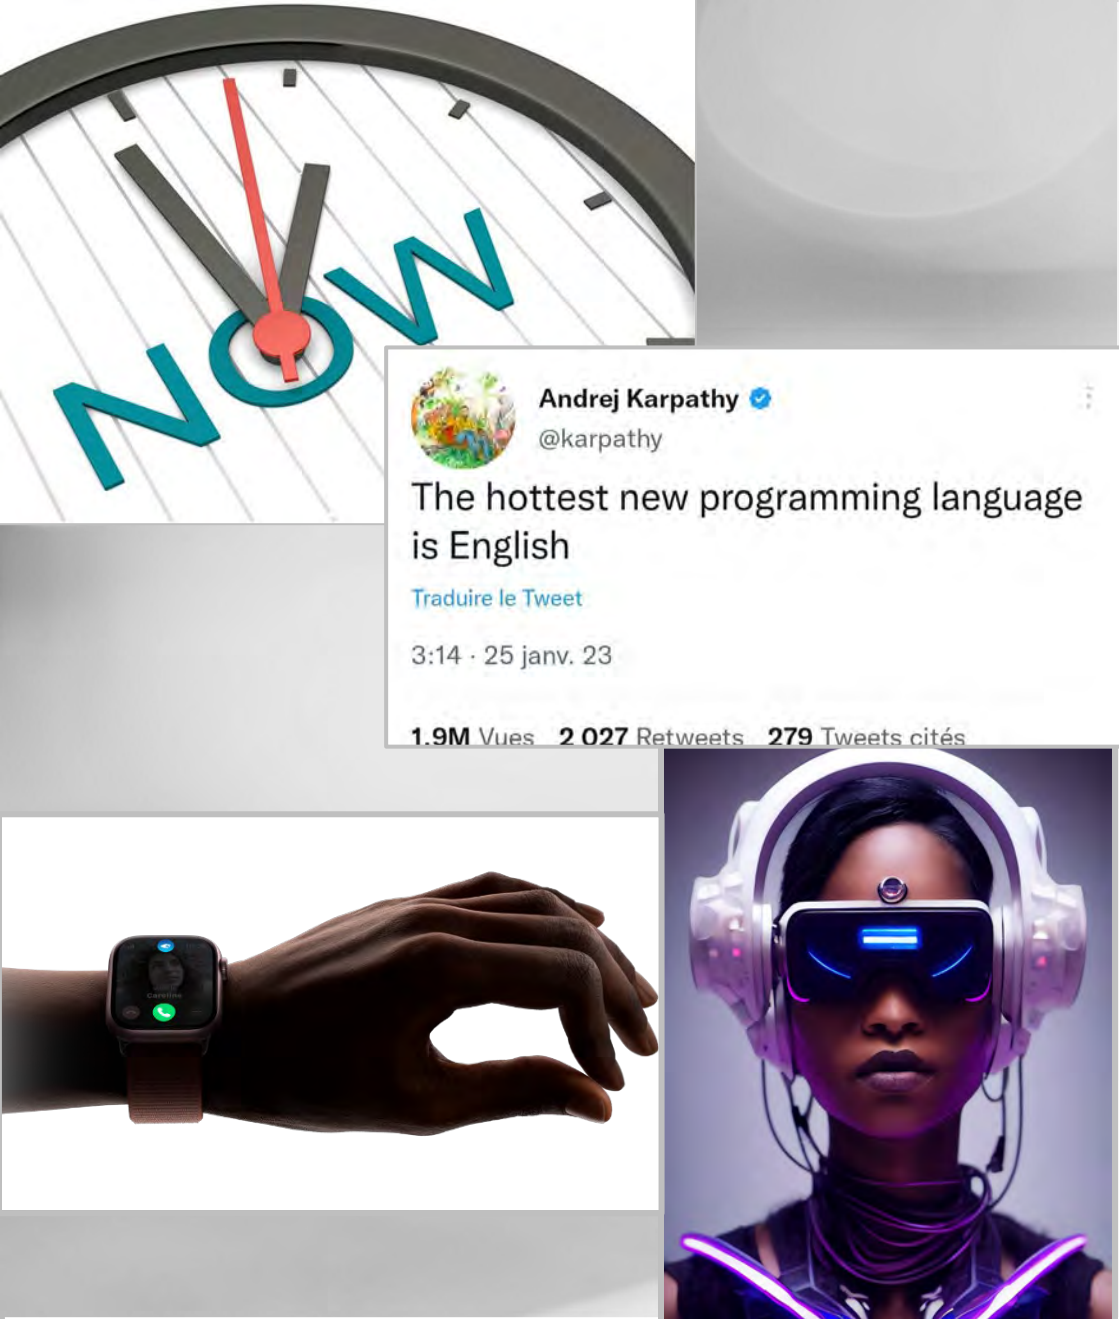 NOW
Andrej Karpathy
@karpathy
The hottest new programming language
is English
Traduire le Tweet
3:14 · 25 janv. 23
1.9M Vues 2 027 Retweets 279 Tweets cités
Caroline